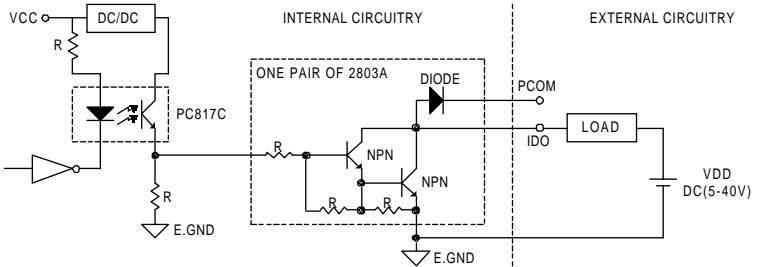 INTERNAL CIRCUITRY
EXTERNAL CIRCUITRY
VCC
DC/DC
R
ONE PAIR OF 2803A
DIODE
PCOM
PC817C
LOAD
IDO
R
NPN
NPN
VDD
DC(5-40V)
R
R
R
E.GND
E.GND